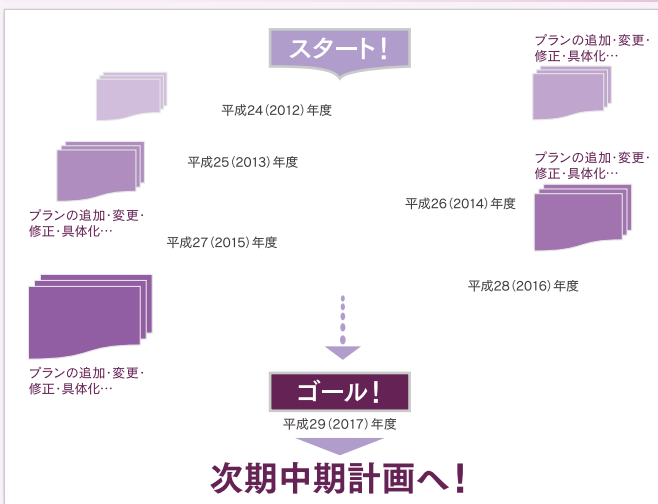 スタート！
プランの追加・変更・
修正・具体化…
平成24（2012）年度
平成25（2013）年度
プランの追加・変更・
修正・具体化…
プランの追加・変更・
修正・具体化…
平成26（2014）年度
平成27（2015）年度
平成28（2016）年度
プランの追加・変更・
修正・具体化…
ゴール！
平成29（2017）年度
次期中期計画へ！